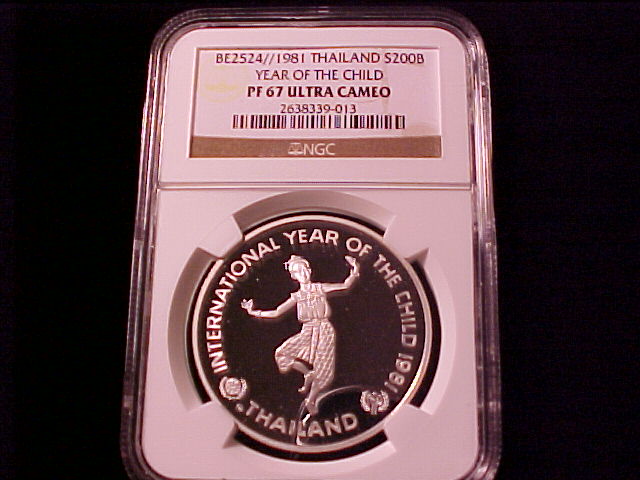 BE2524//1981 THAILAND S200B
YEAR OF THE CHILD
PF 67 ULTRA CAMEO
2638339-013
NGC
INTERNATIONAL YEAR OF THE CHILD 1981
THAILAND